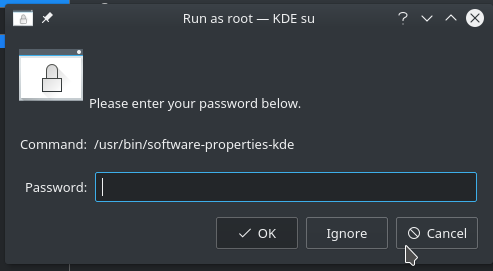 Run as root — KDE su
Please enter your password below.
Command: /usr/bin/software-properties-kde
Password:
OK Ignore Cancel